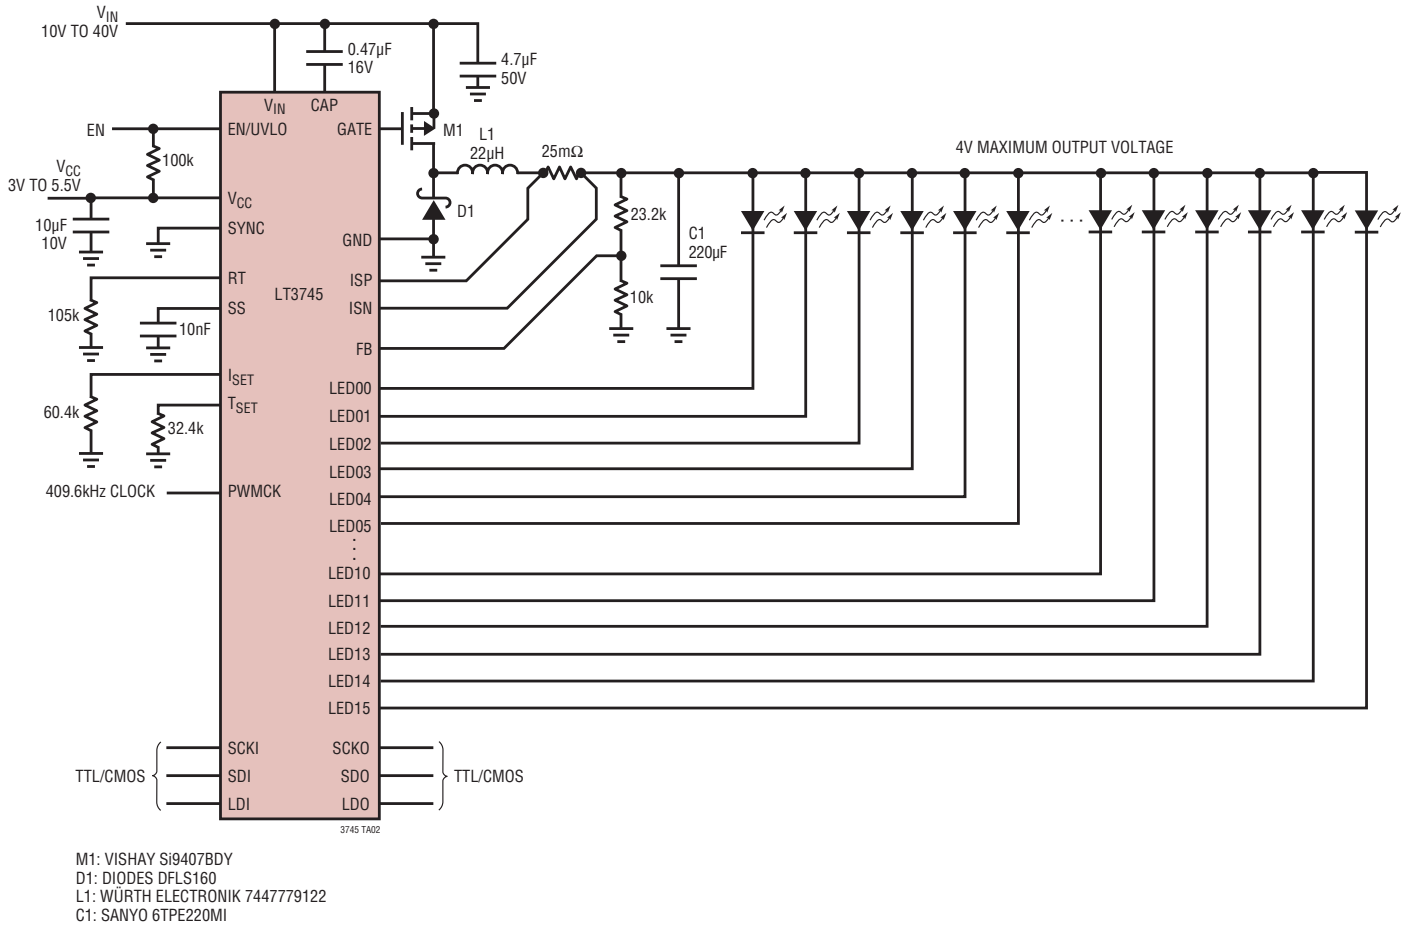 VIN
10V TO 40V
0.47µF
16V
4.7µF
50V
VIN
CAP
EN
EN/UVLO
GATE
M1
L1
22µH
25mΩ
4V MAXIMUM OUTPUT VOLTAGE
100k
VCC
3V TO 5.5V
VCC
D1
10µF
10V
SYNC
GND
23.2k
C1
220µF
· · ·
RT
ISP
LT3745
10k
105k
SS
10nF
ISN
FB
ISET
60.4k
TSET
32.4k
LED00
LED01
LED02
LED03
LED04
LED05
LED10
LED11
LED12
LED13
LED14
LED15
409.6kHz CLOCK
PWMCK
SCKI
SCKO
TTL/CMOS
SDI
SDO
TTL/CMOS
LDI
LDO
3745 TA02
M1: VISHAY Si9407BDY
D1: DIODES DFLS160
L1: WÜRTH ELECTRONIK 7447779122
C1: SANYO 6TPE220MI